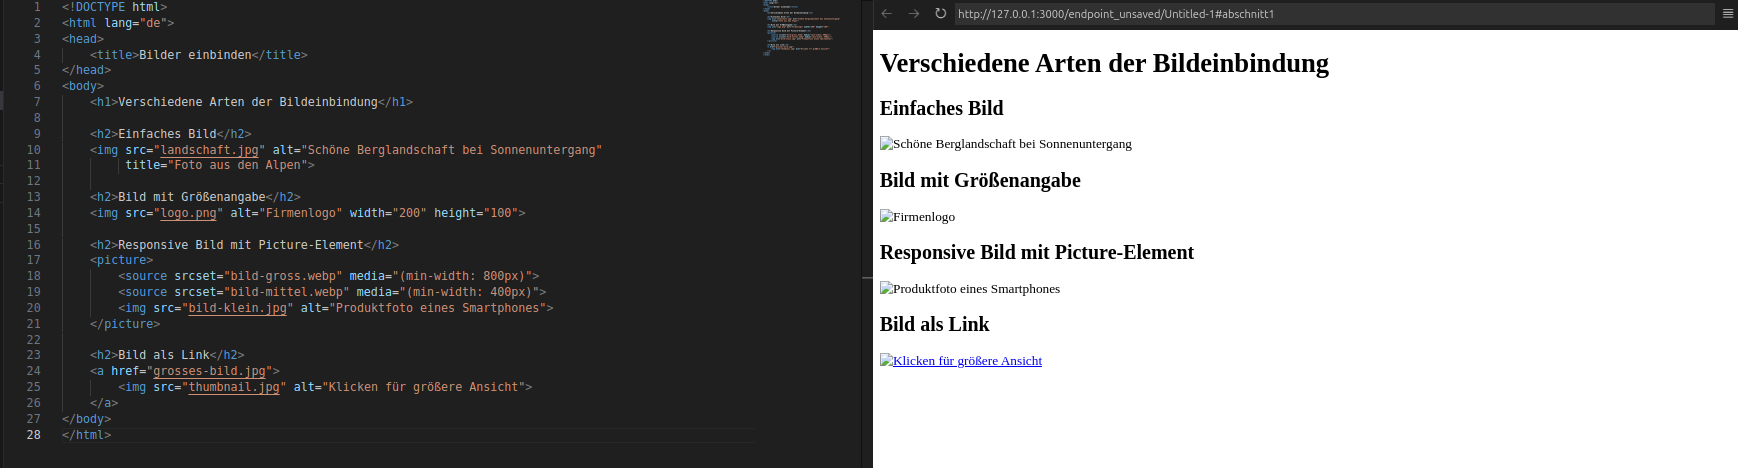 1 <!DOCTYPE html>
2 <html lang="de">
3 <head>
4 <title>Bilder einbinden</title>
5 </head>
6 <body>
7 <h1>Verschiedene Arten der Bildeinbindung</h1>
8
9 <h2>Einfaches Bild</h2>
10 <img src="landschaft.jpg" alt="Schöne Berglandschaft bei Sonnenuntergang"
11 title="Foto aus den Alpen">
12
13 <h2>Bild mit Größenangabe</h2>
14 <img src="logo.png" alt="Firmenlogo" width="200" height="100">
15
16 <h2>Responsive Bild mit Picture-Element</h2>
17 <picture>
18 <source srcset="bild-gross.webp" media="(min-width: 800px)">
19 <source srcset="bild-mittel.webp" media="(min-width: 400px)">
20 <img src="bild-klein.jpg" alt="Produktfoto eines Smartphones">
21 </picture>
22
23 <h2>Bild als Link</h2>
24 <a href="grosses-bild.jpg">
25 <img src="thumbnail.jpg" alt="Klicken für größere Ansicht">
26 </a>
27 </body>
28 </html>
http://127.0.0.1:3000/endpoint_unsaved/Untitled-1#abschnitt1
Verschiedene Arten der Bildeinbindung
Einfaches Bild
Schöne Berglandschaft bei Sonnenuntergang
Bild mit Größenangabe
Firmenlogo
Responsive Bild mit Picture-Element
Produktfoto eines Smartphones
Bild als Link
Klicken für größere Ansicht